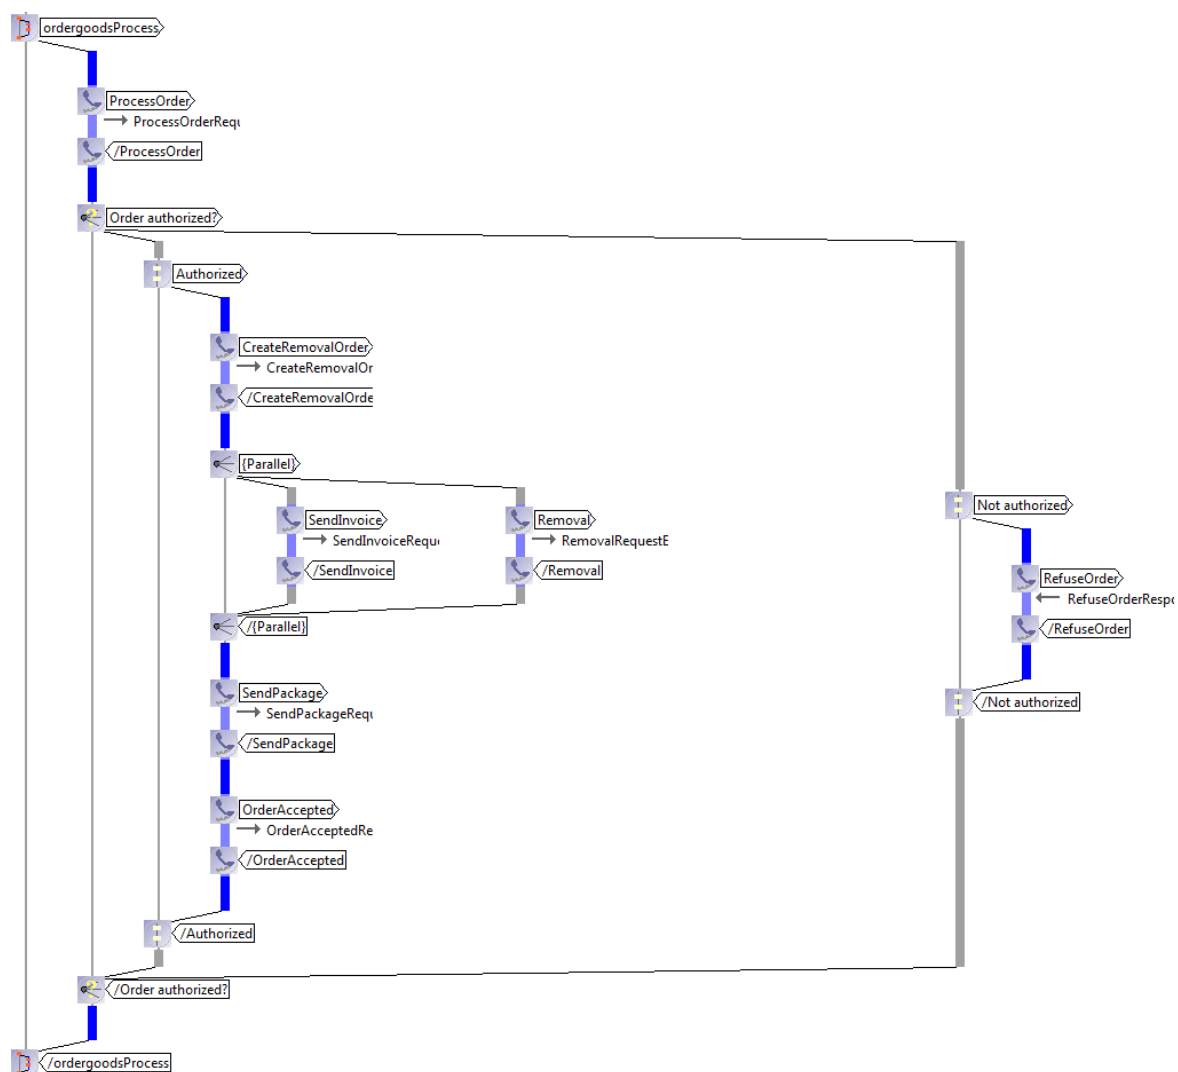 ordergoodsProcess
ProcessOrder
ProcessOrderRequ
/ProcessOrder
Order authorized?
Authorized
CreateRemovalOrder
CreateRemovalOr
/CreateRemovalOrde
{Parallel}
SendInvoice
Removal
SendInvoiceRequ
RemovalRequestE
/SendInvoice
/Removal
Not authorized
RefuseOrder
RefuseOrderRespo
/RefuseOrder
/{Parallel}
SendPackage
SendPackageRequ
/SendPackage
/Not authorized
OrderAccepted
OrderAcceptedRe
/OrderAccepted
/Authorized
/Order authorized?
/ordergoodsProcess